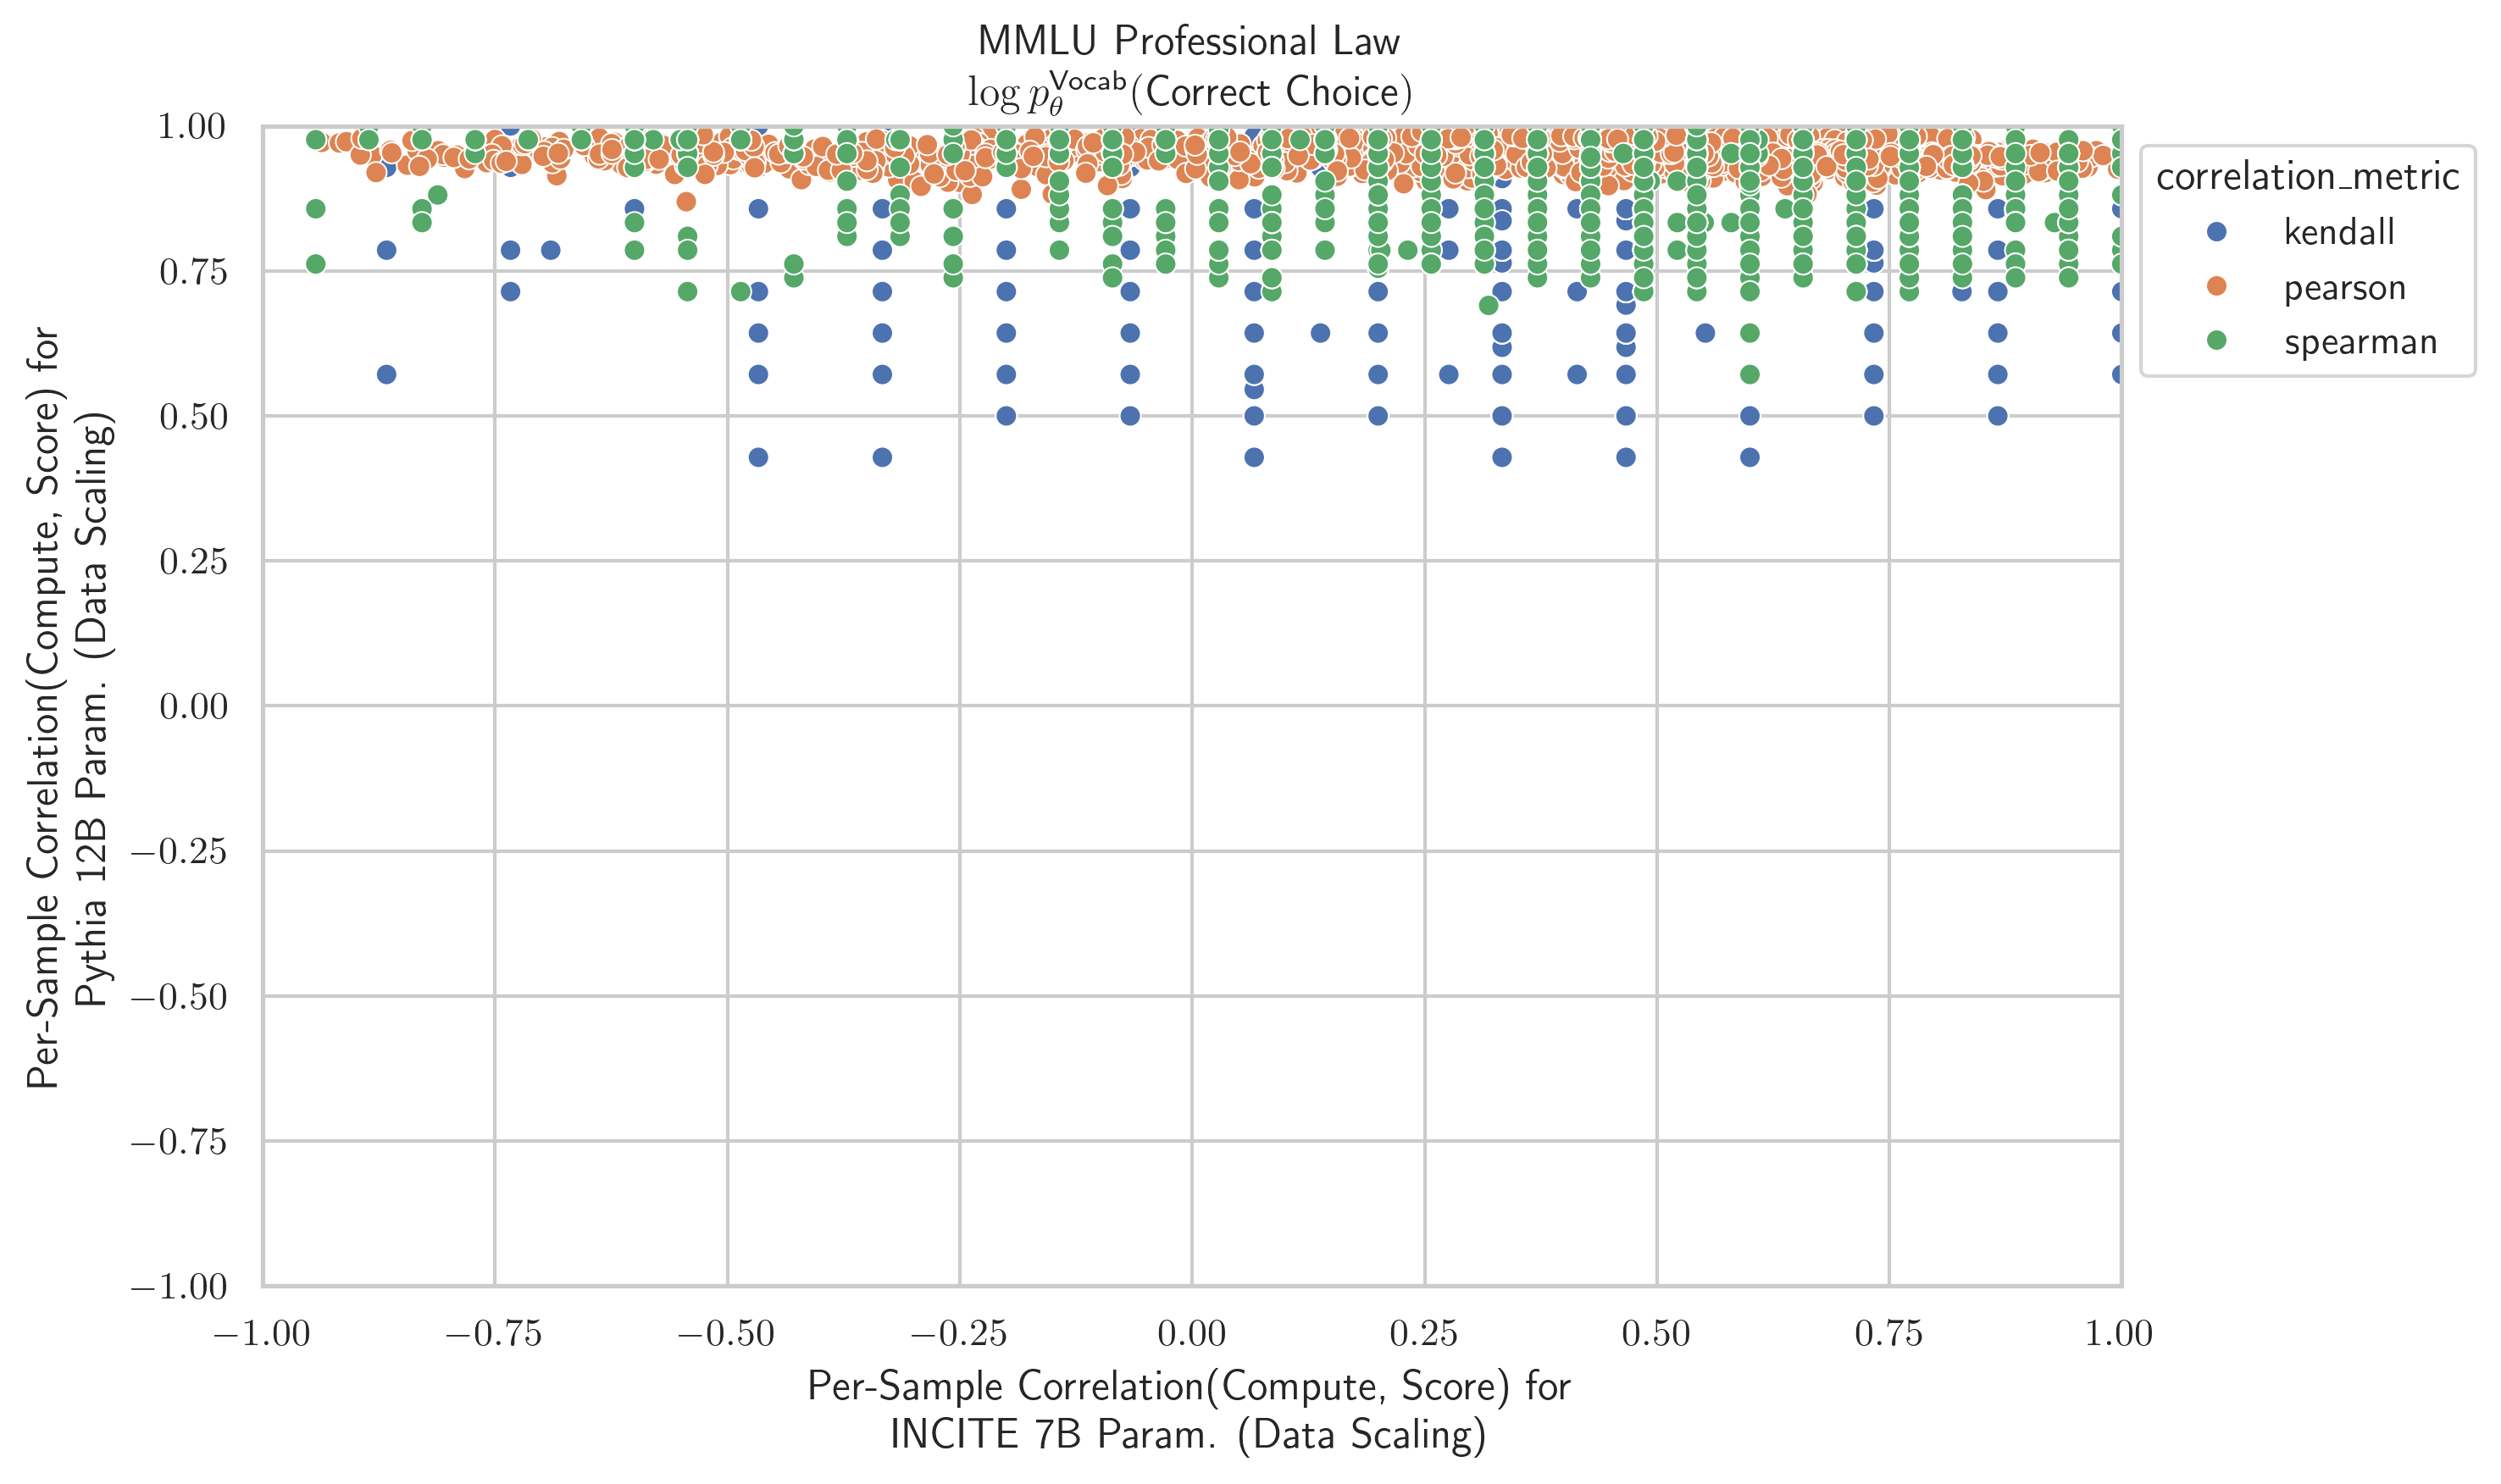 MMLU Professional Law
log p_θ^Vocab(Correct Choice)
1.00
0.75
0.50
0.25
0.00
−0.25
−0.50
−0.75
−1.00
Per-Sample Correlation(Compute, Score) for
Pythia 12B Param. (Data Scaling)
−1.00
−0.75
−0.50
−0.25
0.00
0.25
0.50
0.75
1.00
Per-Sample Correlation(Compute, Score) for
INCITE 7B Param. (Data Scaling)
correlation_metric
kendall
pearson
spearman